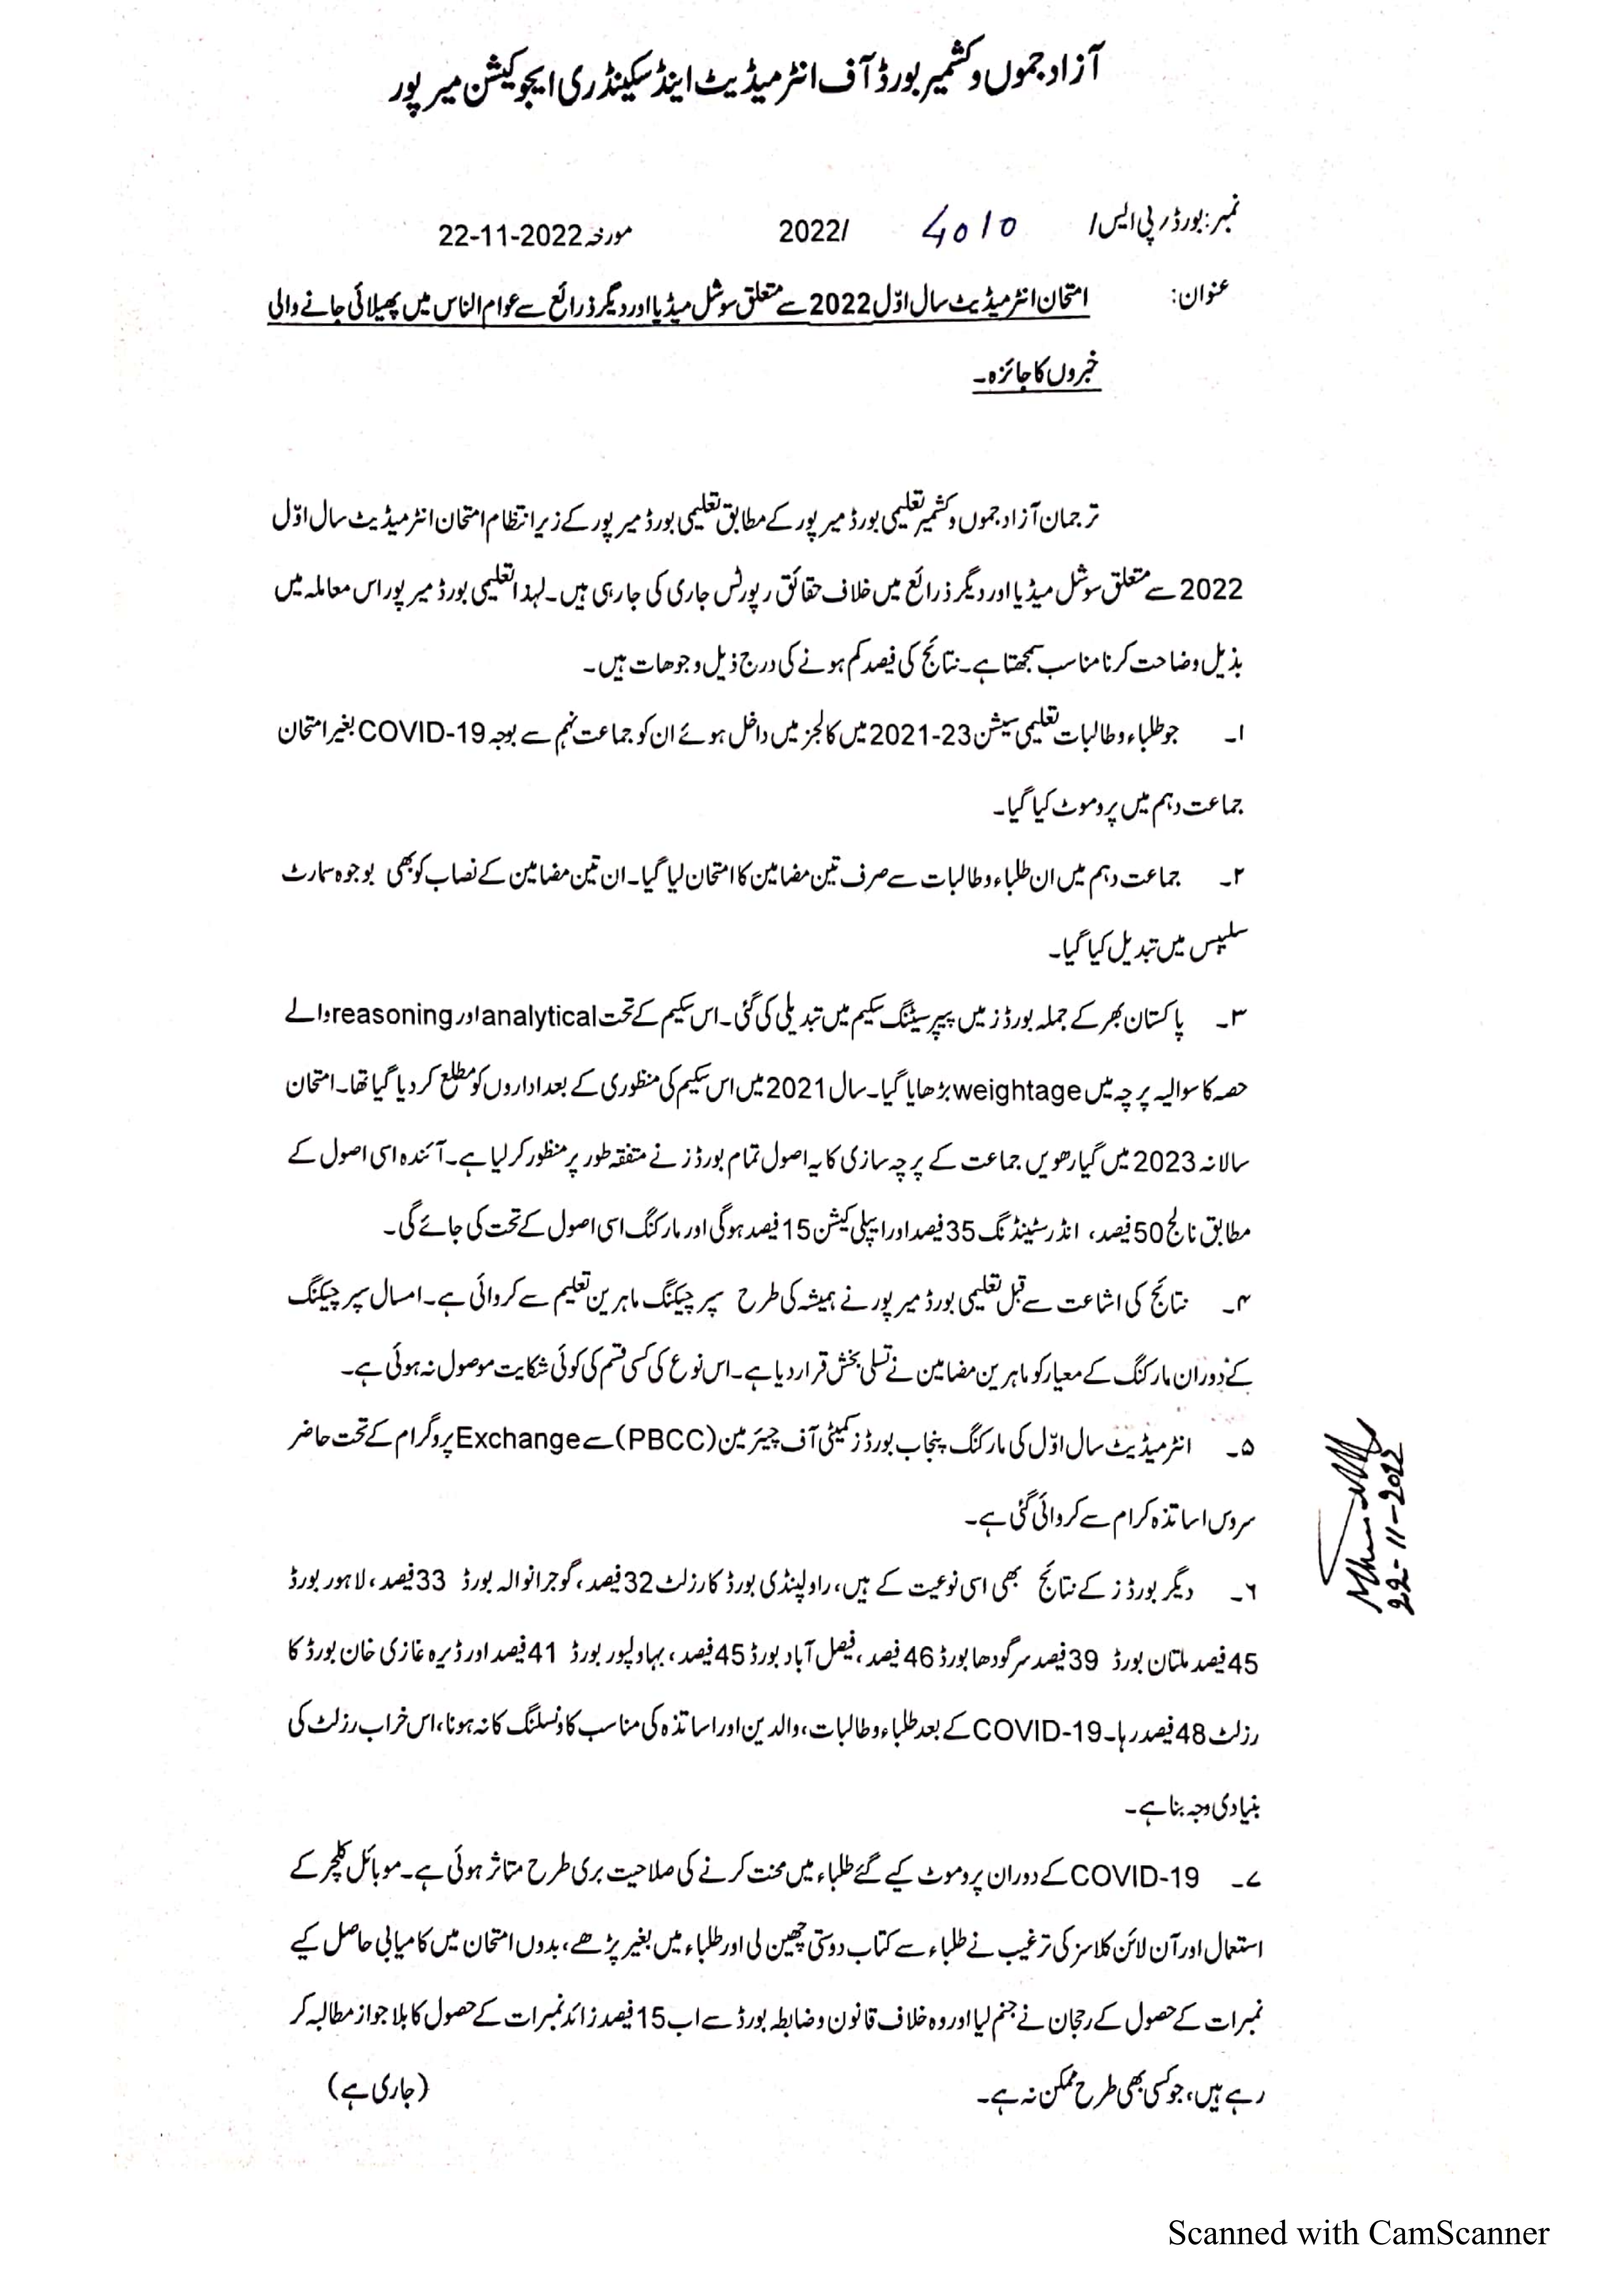 آزاد جموں و کشمیر بورڈ آف انٹرمیڈیٹ اینڈ سکینڈری ایجوکیشن میرپور
نمبر: بورڈ/پی ایس/ 4010 /2022 مورخہ 22-11-2022
عنوان: امتحان انٹرمیڈیٹ سال اوّل 2022 سے متعلق سوشل میڈیا اور دیگر ذرائع سے عوام الناس میں پھیلائی جانے والی
خبروں کا جائزہ۔
ترجمان آزاد جموں و کشمیر تعلیمی بورڈ میرپور کے مطابق تعلیمی بورڈ میرپور کے زیر انتظام امتحان انٹرمیڈیٹ سال اوّل
2022 سے متعلق سوشل میڈیا اور دیگر ذرائع میں خلاف حقائق رپورٹس جاری کی جا رہی ہیں۔ لہذا تعلیمی بورڈ میرپور اس معاملہ میں
بذیل وضاحت کرنا مناسب سمجھتا ہے۔ نتائج کی فیصد کم ہونے کی درج ذیل وجوہات ہیں۔
۱۔ جو طلباء و طالبات تعلیمی سیشن 2021-23 میں کالجز میں داخل ہوئے ان کو جماعت نہم سے بوجہ COVID-19 بغیر امتحان
جماعت دہم میں پروموٹ کیا گیا۔
۲۔ جماعت دہم میں ان طلباء و طالبات سے صرف تین مضامین کا امتحان لیا گیا۔ ان تین مضامین کے نصاب کو بھی بوجوہ سمارٹ
سلیبس میں تبدیل کیا گیا۔
۳۔ پاکستان بھر کے جملہ بورڈز میں پیپر سیٹنگ سکیم میں تبدیلی کی گئی۔ اس سکیم کے تحت analytical اور reasoning والے
حصہ کا سوالیہ پرچہ میں weightage بڑھایا گیا۔ سال 2021 میں اس سکیم کی منظوری کے بعد اداروں کو مطلع کر دیا گیا تھا۔ امتحان
سالانہ 2023 میں گیارھویں جماعت کے پرچہ سازی کا یہ اصول تمام بورڈز نے متفقہ طور پر منظور کر لیا ہے۔ آئندہ اسی اصول کے
مطابق نالج 50 فیصد، انڈرسٹینڈنگ 35 فیصد اور ایپلی کیشن 15 فیصد ہوگی اور مارکنگ اسی اصول کے تحت کی جائے گی۔
۴۔ نتائج کی اشاعت سے قبل تعلیمی بورڈ میرپور نے ہمیشہ کی طرح سپر چیکنگ ماہرین تعلیم سے کروائی ہے۔ امسال سپر چیکنگ
کے دوران مارکنگ کے معیار کو ماہرین مضامین نے تسلی بخش قرار دیا ہے۔ اس نوع کی کسی قسم کی کوئی شکایت موصول نہ ہوئی ہے۔
۵۔ انٹرمیڈیٹ سال اوّل کی مارکنگ پنجاب بورڈز کمیٹی آف چیئرمین (PBCC) سے Exchange پروگرام کے تحت حاضر
سروس اساتذہ کرام سے کروائی گئی ہے۔
۶۔ دیگر بورڈز کے نتائج بھی اسی نوعیت کے ہیں، راولپنڈی بورڈ کا رزلٹ 32 فیصد، گوجرانوالہ بورڈ 33 فیصد، لاہور بورڈ
45 فیصد ملتان بورڈ 39 فیصد سرگودھا بورڈ 46 فیصد، فیصل آباد بورڈ 45 فیصد، بہاولپور بورڈ 41 فیصد اور ڈیرہ غازی خان بورڈ کا
رزلٹ 48 فیصد رہا۔ COVID-19 کے بعد طلباء و طالبات، والدین اور اساتذہ کی مناسب کاونسلنگ کا نہ ہونا، اس خراب رزلٹ کی
بنیادی وجہ بنا ہے۔
۷۔ COVID-19 کے دوران پروموٹ کیے گئے طلباء میں محنت کرنے کی صلاحیت بری طرح متاثر ہوئی ہے۔ موبائل کلچر کے
استعمال اور آن لائن کلاسز کی ترغیب نے طلباء سے کتاب دوستی چھین لی اور طلباء میں بغیر پڑھے، بدوں امتحان میں کامیابی حاصل کیے
نمبرات کے حصول کے رجحان نے جنم لیا اور وہ خلاف قانون و ضابطہ بورڈ سے اب 15 فیصد زائد نمبرات کے حصول کا بلا جواز مطالبہ کر
رہے ہیں، جو کسی بھی طرح ممکن نہ ہے۔ (جاری ہے)
22-11-2022
Scanned with CamScanner